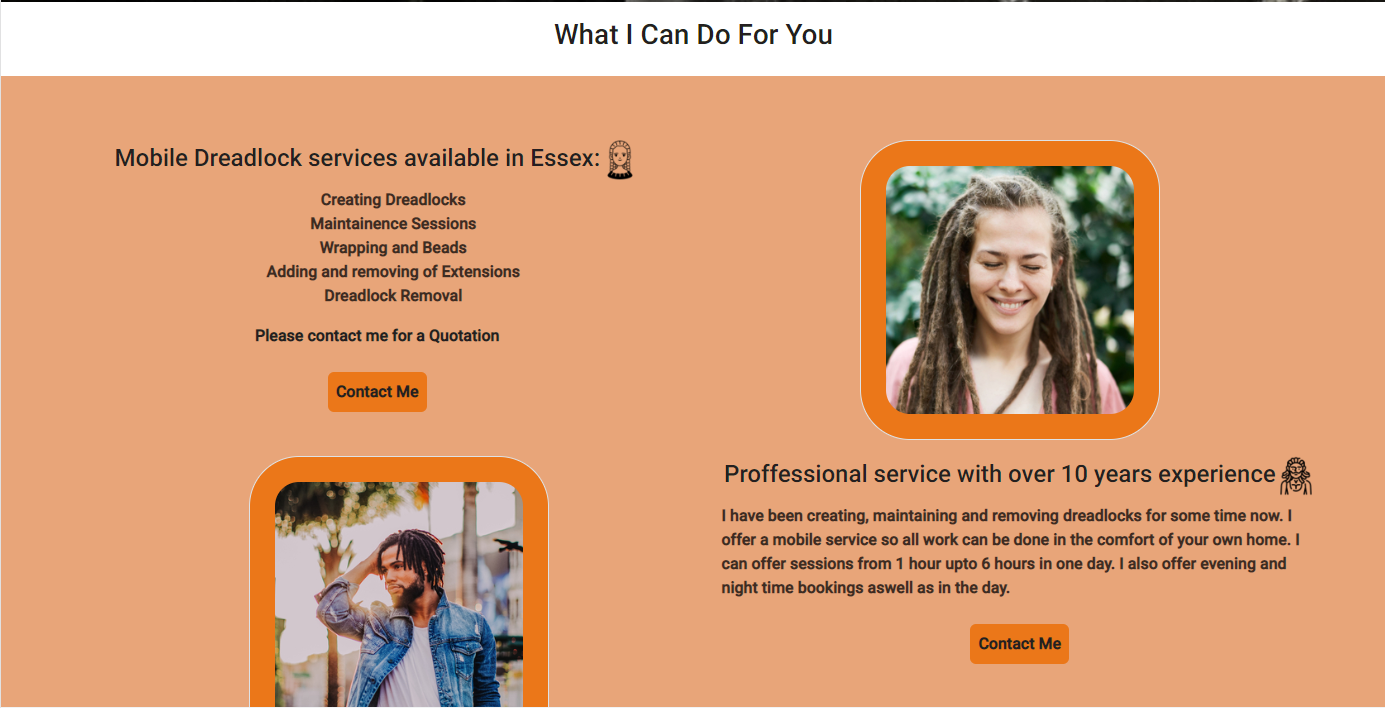 What I Can Do For You
Mobile Dreadlock services available in Essex:
Creating Dreadlocks
Maintainence Sessions
Wrapping and Beads
Adding and removing of Extensions
Dreadlock Removal
Please contact me for a Quotation
Contact Me
Proffessional service with over 10 years experience
I have been creating, maintaining and removing dreadlocks for some time now. I
offer a mobile service so all work can be done in the comfort of your own home. I
can offer sessions from 1 hour upto 6 hours in one day. I also offer evening and
night time bookings aswell as in the day.
Contact Me